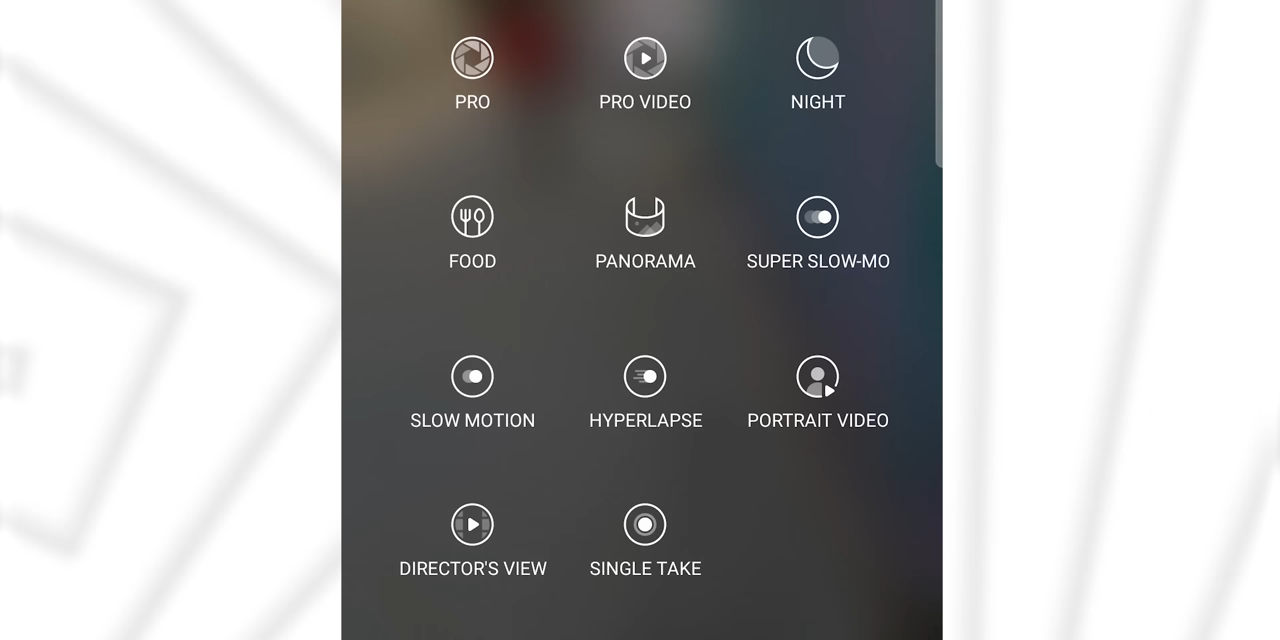 PRO
PRO VIDEO
NIGHT
FOOD
PANORAMA
SUPER SLOW-MO
SLOW MOTION
HYPERLAPSE
PORTRAIT VIDEO
DIRECTOR'S VIEW
SINGLE TAKE